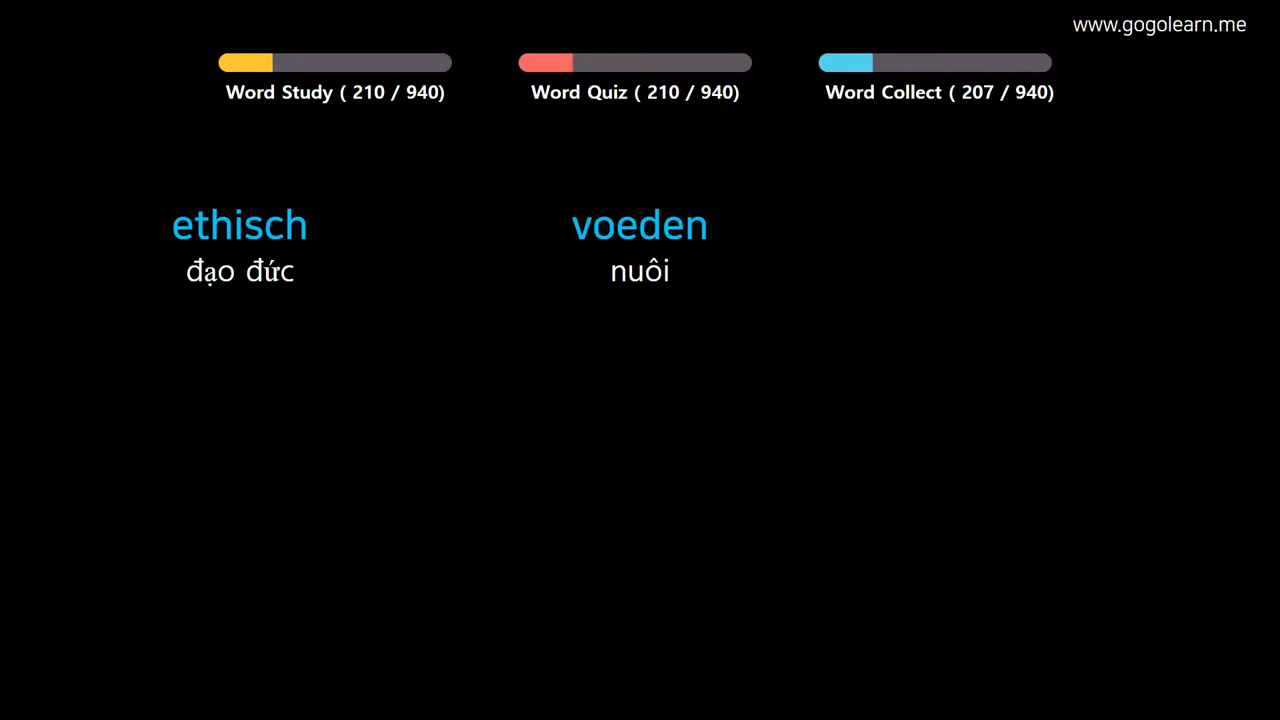 www.gogolearn.me
Word Study ( 210 / 940)
Word Quiz ( 210 / 940)
Word Collect ( 207 / 940)
ethisch
đạo đức
voeden
nuôi